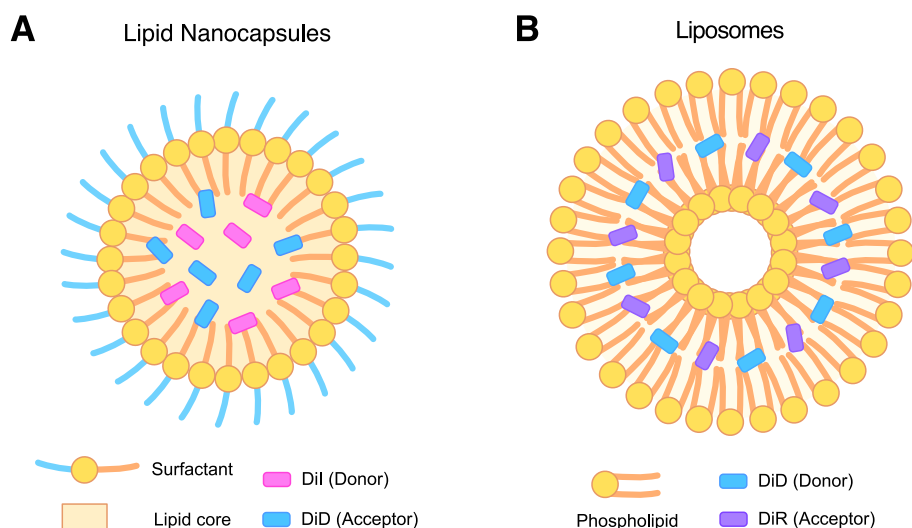 A
Lipid Nanocapsules
B
Liposomes
Surfactant
DiI (Donor)
Lipid core
DiD (Acceptor)
DiD (Donor)
Phospholipid
DiR (Acceptor)